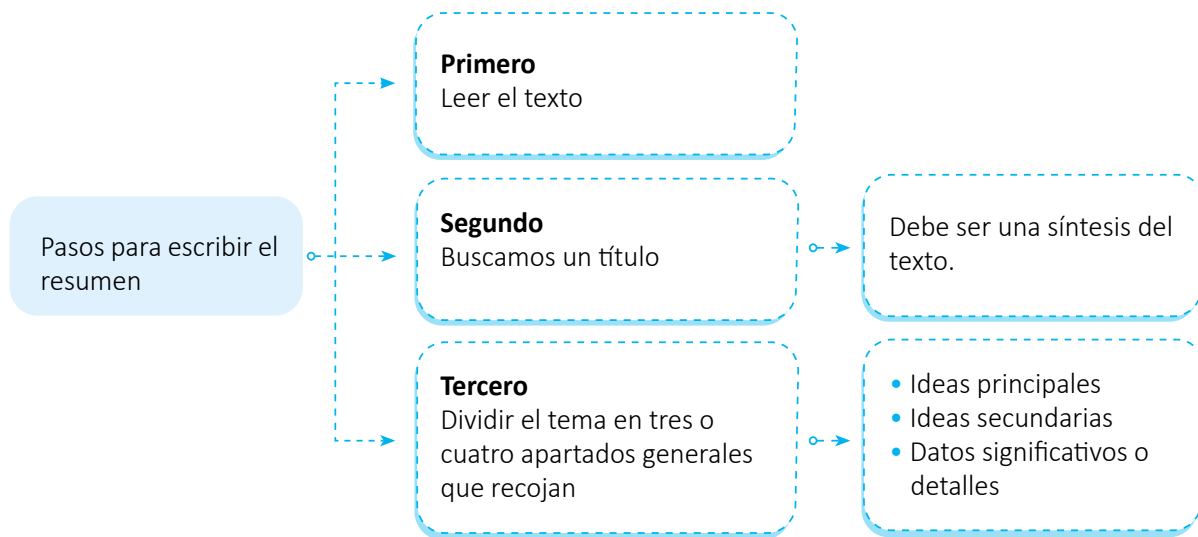 Pasos para escribir el
resumen
Primero
Leer el texto
Segundo
Buscamos un título
Debe ser una síntesis del
texto.
Tercero
Dividir el tema en tres o
cuatro apartados generales
que recojan
• Ideas principales
• Ideas secundarias
• Datos significativos o
detalles